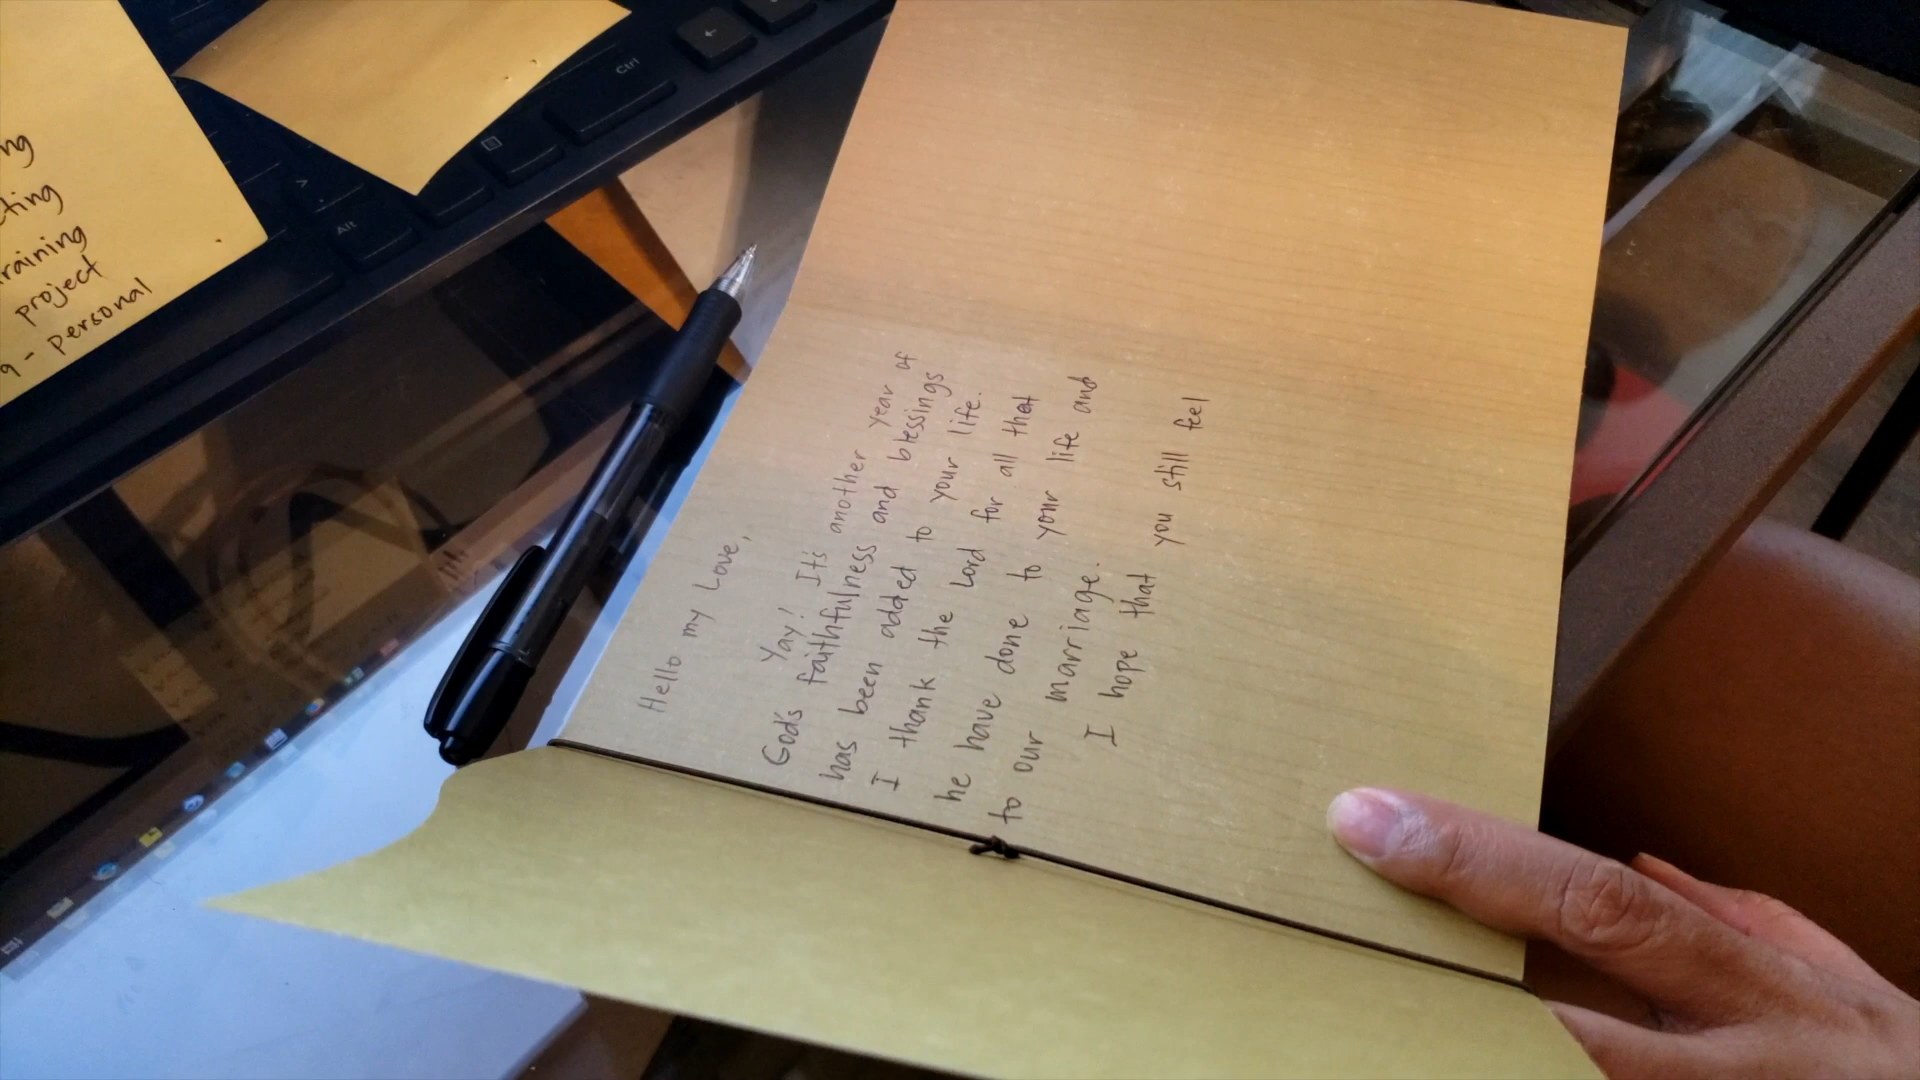 ng
ting
raining
project
g - Personal
Ctrl
Alt
Hello my Love,
Yay! It's another year of
God's faithfulness and blessings
has been added to your life.
I thank the Lord for all that
he have done to your life and
to our marriage.
I hope that you still feel